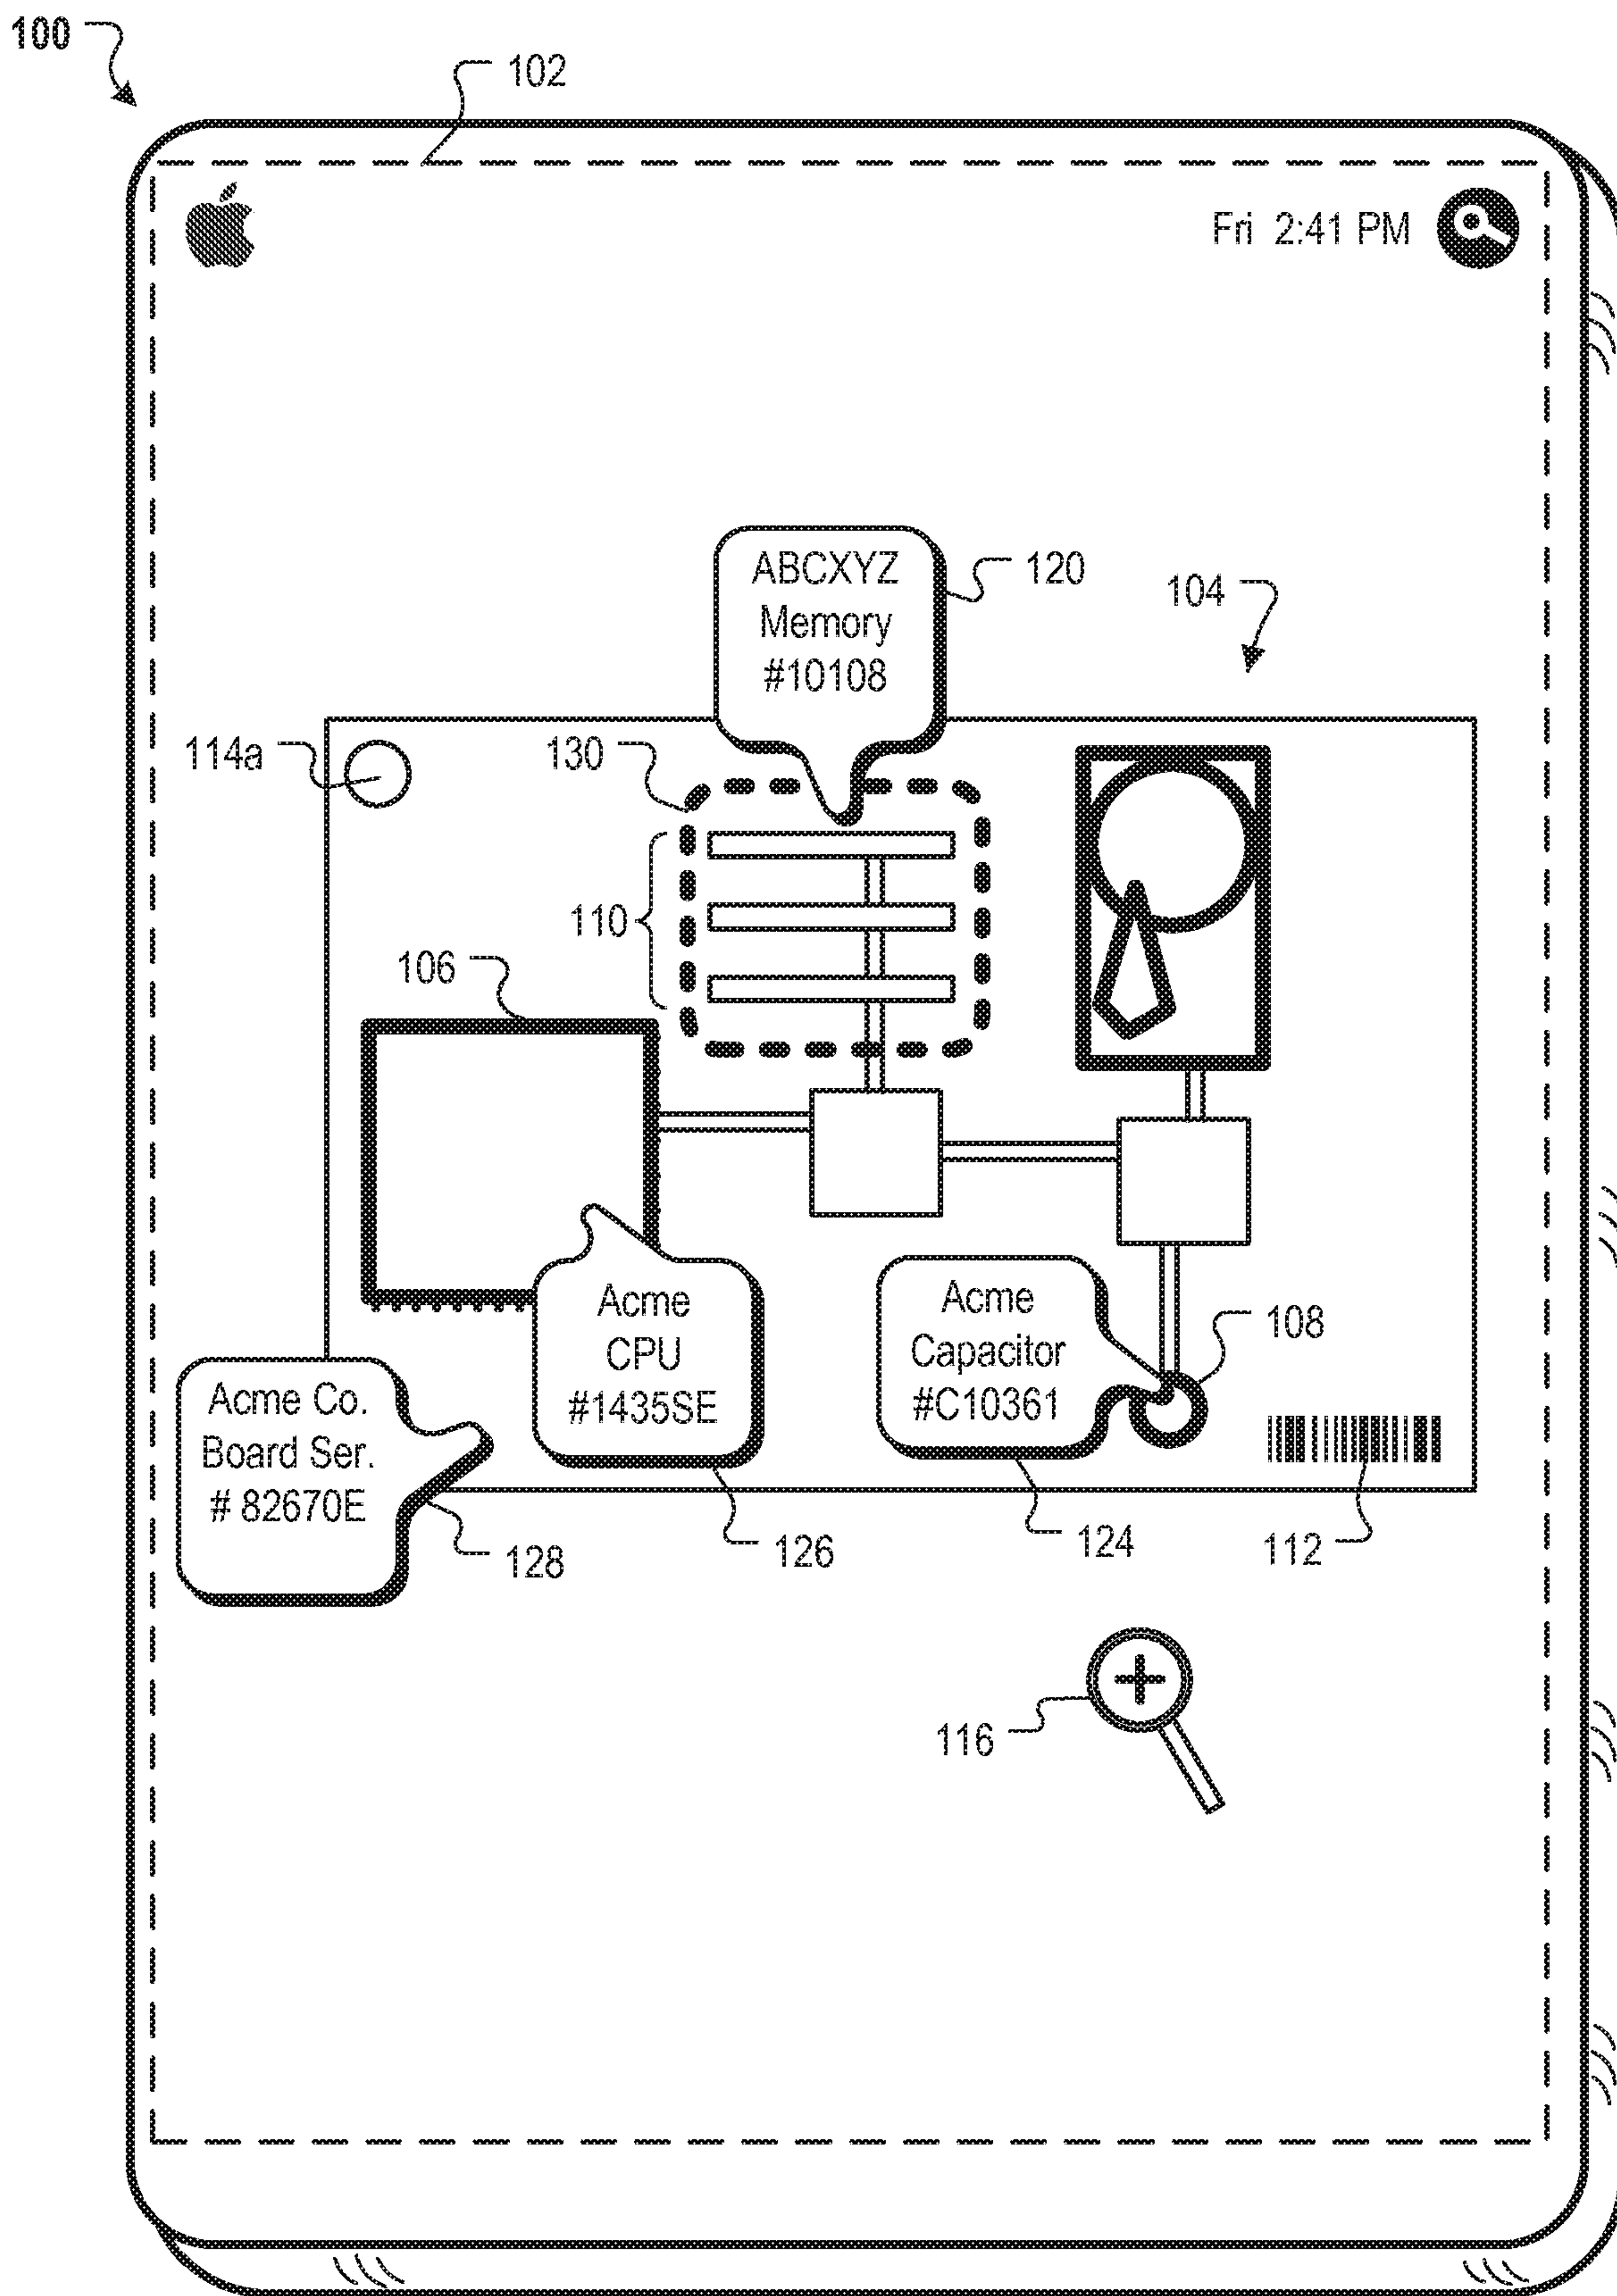 100
102
Fri 2:41 PM
ABCXYZ
Memory
#10108
120
104
114a
130
110
106
Acme
CPU
#1435SE
Acme
Capacitor
#C10361
108
Acme Co.
Board Ser.
# 82670E
128
126
124
112
116